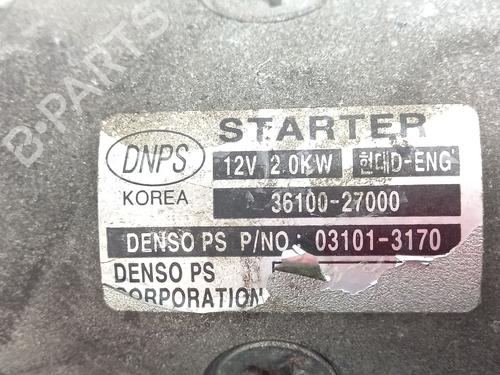 B-PARTS
STARTER
DNPS
12V 2.0KW 현대D-ENG
KOREA
36100-27000
DENSO PS P/NO: 03101-3170
DENSO PS
CORPORATION